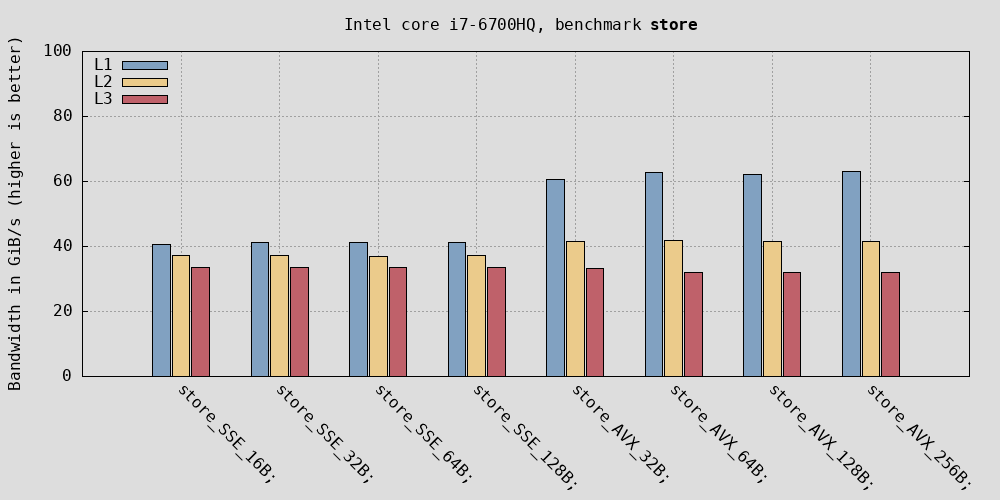 Intel core i7-6700HQ, benchmark store
Bandwidth in GiB/s (higher is better)
100
80
60
40
20
0
L1
L2
L3
store_SSE_16B;
store_SSE_32B;
store_SSE_64B;
store_SSE_128B;
store_AVX_32B;
store_AVX_64B;
store_AVX_128B;
store_AVX_256B;